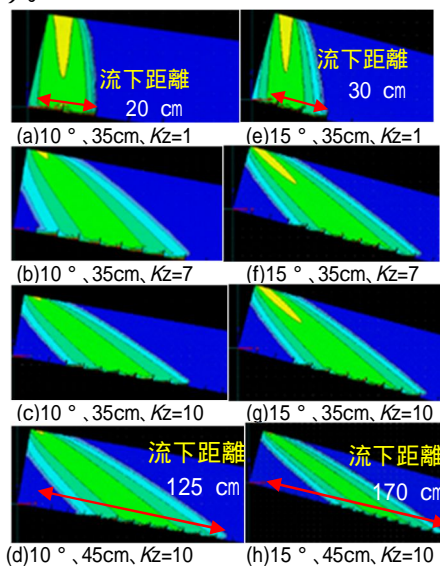 流下距離
20 cm
流下距離
30 cm
(a)10 °、35cm、Kz=1
(e)15 °、35cm、Kz=1
(b)10 °、35cm、Kz=7
(f)15 °、35cm、Kz=7
(c)10 °、35cm、Kz=10
(g)15 °、35cm、Kz=10
流下距離
125 cm
流下距離
170 cm
(d)10 °、45cm、Kz=10
(h)15 °、45cm、Kz=10